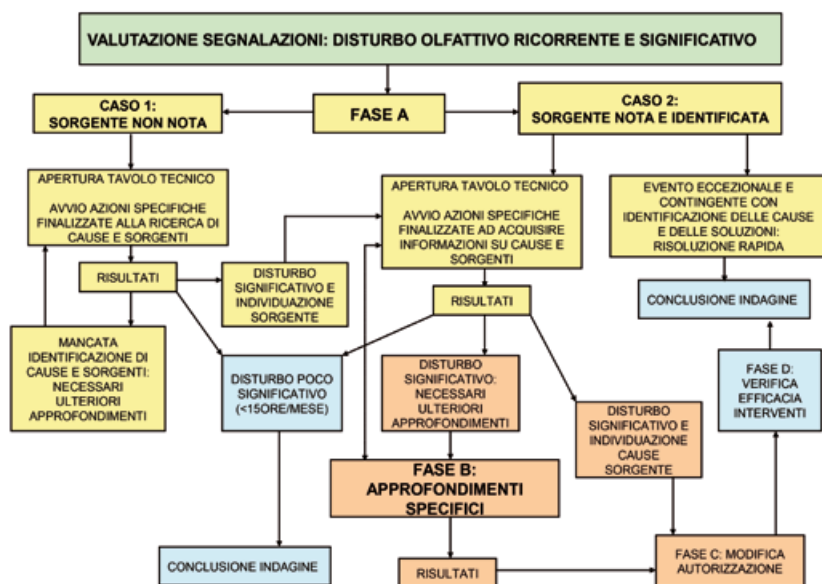 VALUTAZIONE SEGNALAZIONI: DISTURBO OLFATTIVO RICORRENTE E SIGNIFICATIVO
CASO 1:
SORGENTE NON NOTA
FASE A
CASO 2:
SORGENTE NOTA E IDENTIFICATA
APERTURA TAVOLO TECNICO
AVVIO AZIONI SPECIFICHE
FINALIZZATE ALLA RICERCA DI
CAUSE E SORGENTI
APERTURA TAVOLO TECNICO
AVVIO AZIONI SPECIFICHE
FINALIZZATE AD ACQUISIRE
INFORMAZIONI SU CAUSE E
SORGENTI
EVENTO ECCEZIONALE E
CONTINGENTE CON
IDENTIFICAZIONE DELLE CAUSE
E DELLE SOLUZIONI:
RISOLUZIONE RAPIDA
RISULTATI
DISTURBO
SIGNIFICATIVO E
INDIVIDUAZIONE
SORGENTE
RISULTATI
CONCLUSIONE INDAGINE
MANCATA
IDENTIFICAZIONE DI
CAUSE E SORGENTI:
NECESSARI
ULTERIORI
APPROFONDIMENTI
DISTURBO POCO
SIGNIFICATIVO
(<15ORE/MESE)
DISTURBO
SIGNIFICATIVO:
NECESSARI
ULTERIORI
APPROFONDIMENTI
DISTURBO
SIGNIFICATIVO E
INDIVIDUAZIONE
CAUSE
SORGENTE
FASE D:
VERIFICA
EFFICACIA
INTERVENTI
FASE B:
APPROFONDIMENTI
SPECIFICI
CONCLUSIONE INDAGINE
RISULTATI
FASE C: MODIFICA
AUTORIZZAZIONE